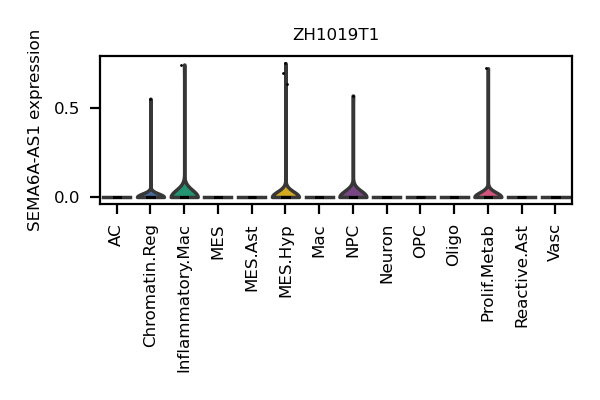 ZH1019T1
SEMA6A-AS1 expression
0.5
0.0
AC
Chromatin.Reg
Inflammatory.Mac
MES
MES.Ast
MES.Hyp
Mac
NPC
Neuron
OPC
Oligo
Prolif.Metab
Reactive.Ast
Vasc